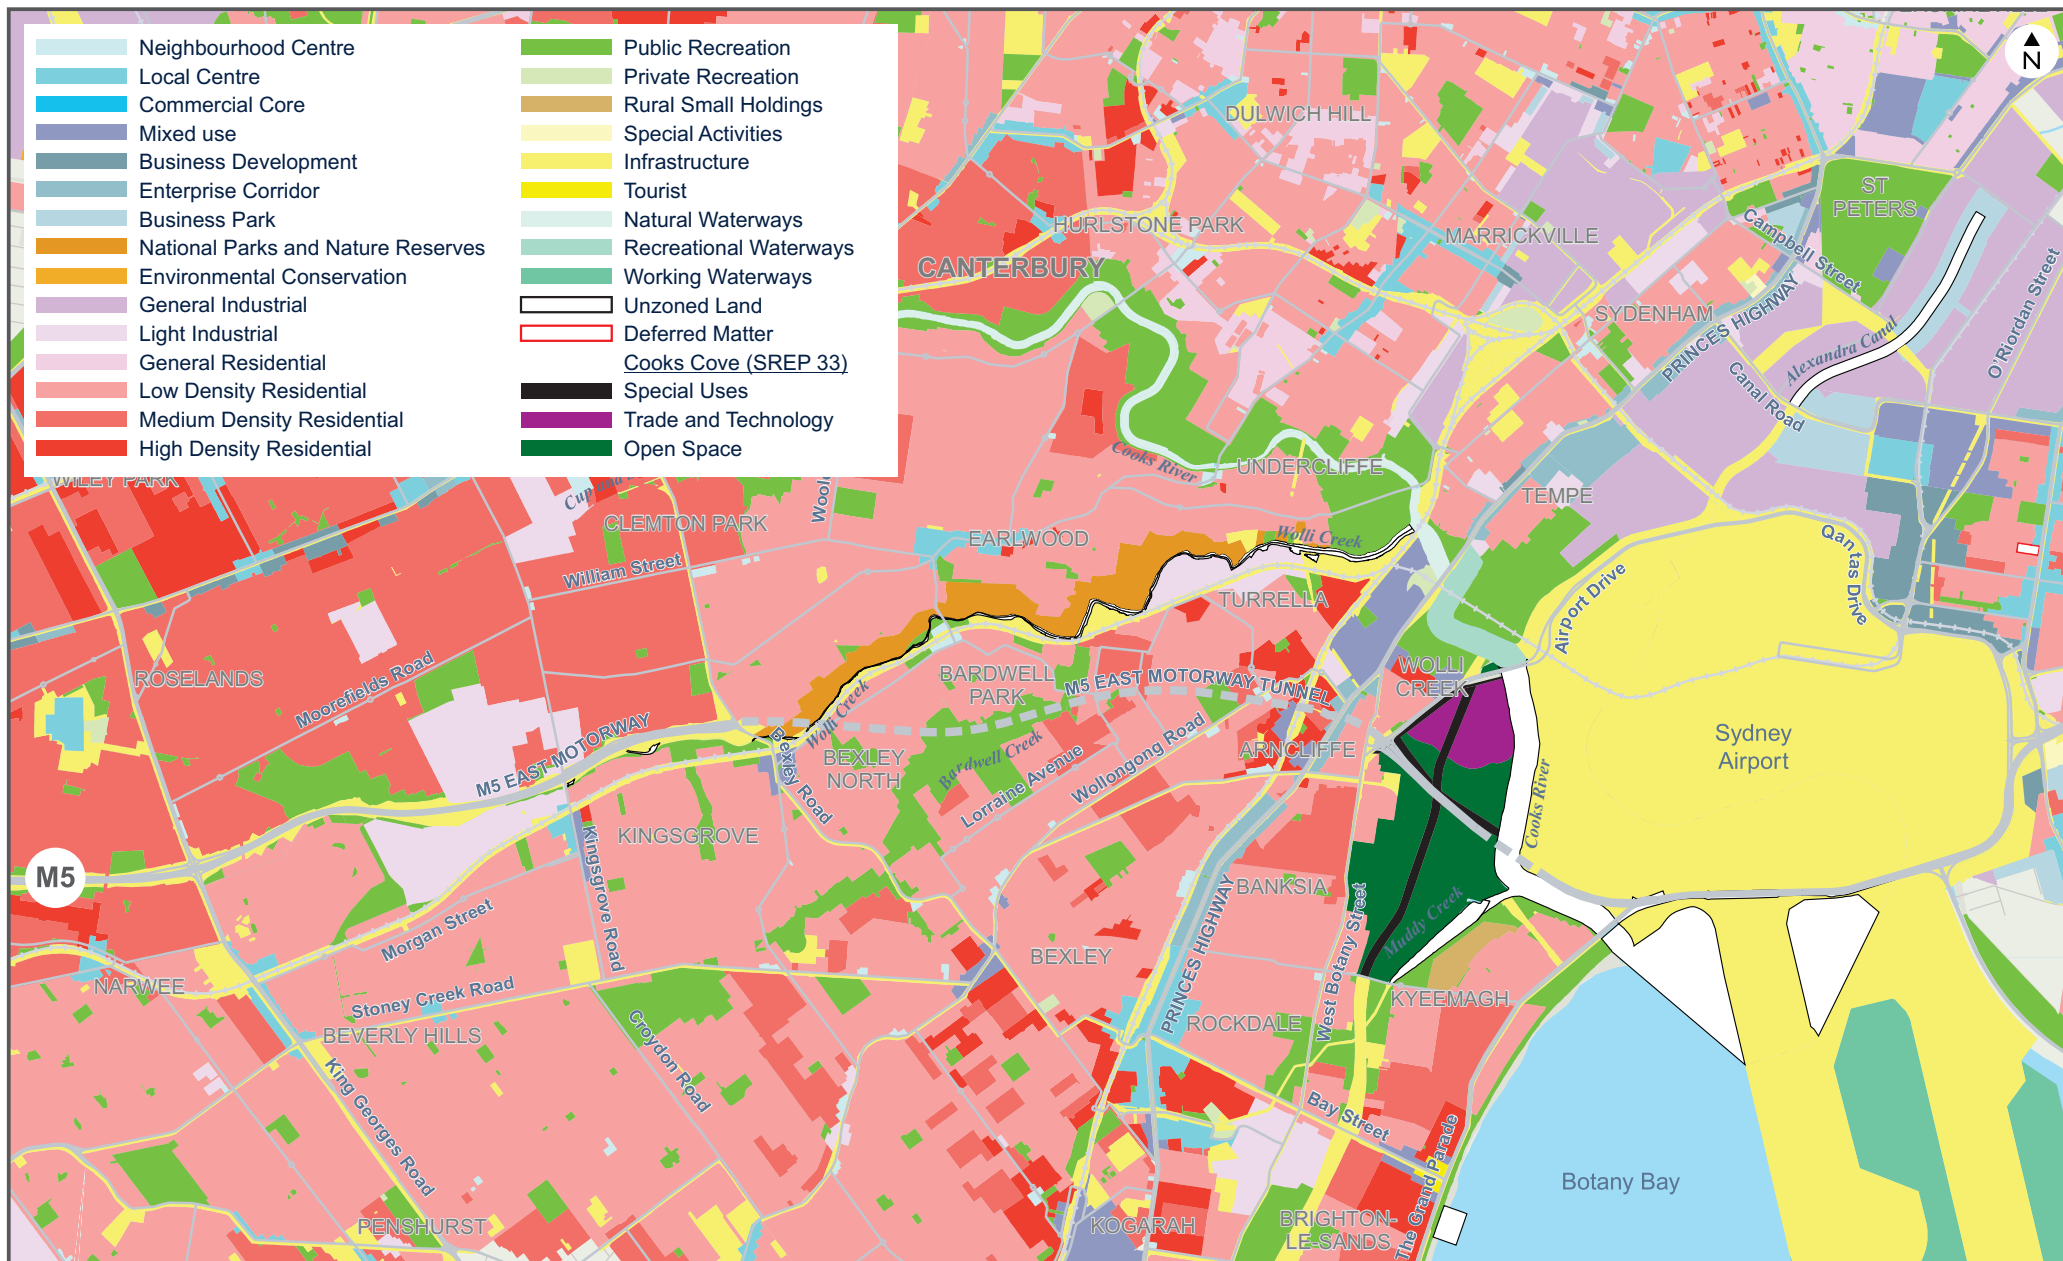 Neighbourhood Centre
Local Centre
Commercial Core
Mixed use
Business Development
Enterprise Corridor
Business Park
National Parks and Nature Reserves
Environmental Conservation
General Industrial
Light Industrial
General Residential
Low Density Residential
Medium Density Residential
High Density Residential
Public Recreation
Private Recreation
Rural Small Holdings
Special Activities
Infrastructure
Tourist
Natural Waterways
Recreational Waterways
Working Waterways
Unzoned Land
Deferred Matter
Cooks Cove (SREP 33)
Special Uses
Trade and Technology
Open Space
N
DULWICH HILL
ST
PETERS
HURLSTONE PARK
MARRICKVILLE
Campbell Street
CANTERBURY
O'Riordan Street
SYDENHAM
PRINCES HIGHWAY
Alexandra Canal
Canal Road
WILEY PARK
Cup and
Wool
Cooks River
UNDERCLIFFE
TEMPE
CLEMTON PARK
EARLWOOD
Wolli Creek
Qantas Drive
William Street
TURRELLA
Airport Drive
ROSELANDS
Moorefields Road
BARDWELL
PARK
M5 EAST MOTORWAY TUNNEL
WOLLI
CREEK
M5 EAST MOTORWAY
Bexley Road
Wolli Creek
BEXLEY
NORTH
Bardwell Creek
Lorraine Avenue
Wollongong Road
ARNCLIFFE
Sydney
Airport
Cooks River
KINGSGROVE
Kingsgrove Road
M5
BANKSIA
PRINCES HIGHWAY
West Botany Street
Muddy Creek
Morgan Street
BEXLEY
NARWEE
Stoney Creek Road
KYEEMAGH
BEVERLY HILLS
Croydon Road
ROCKDALE
King Georges Road
Bay Street
The Grand Parade
Botany Bay
PENSHURST
KOGARAH
BRIGHTON-
LE-SANDS